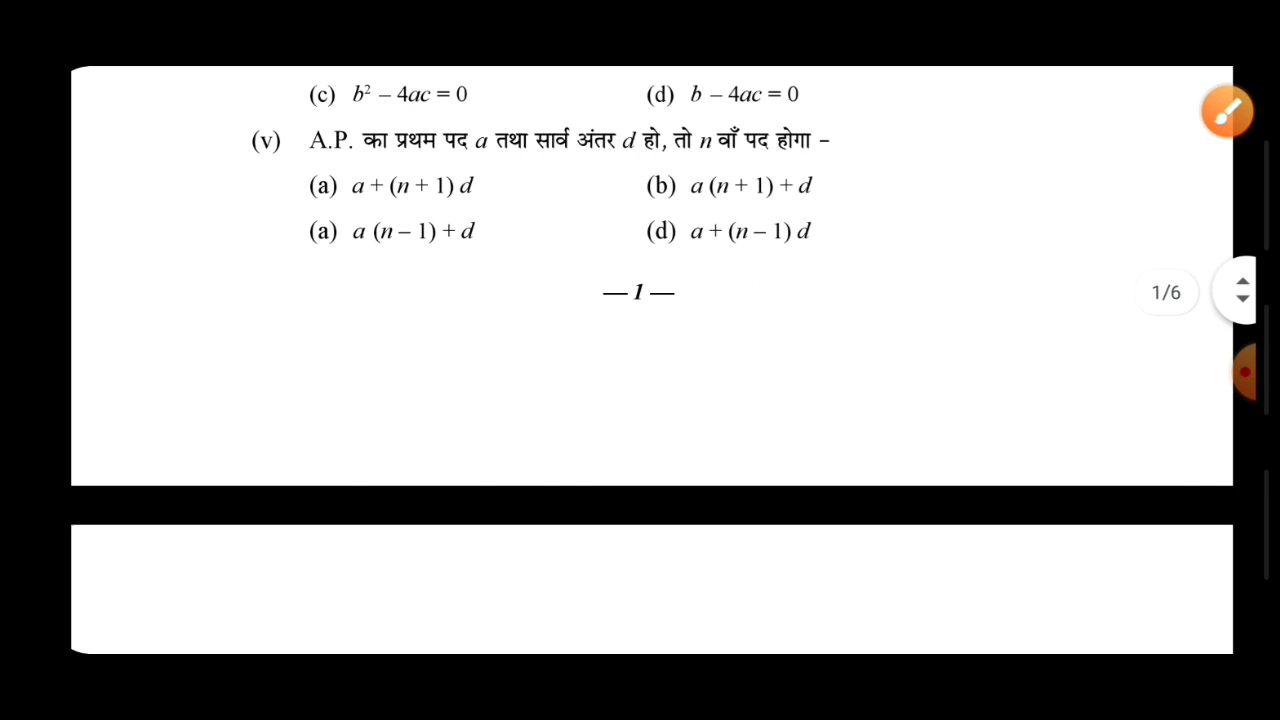 (c) b² – 4ac = 0 (d) b – 4ac = 0
(v) A.P. का प्रथम पद a तथा सार्व अंतर d हो, तो n वाँ पद होगा –
(a) a + (n + 1) d (b) a (n + 1) + d
(a) a (n – 1) + d (d) a + (n – 1) d
— 1 —
1/6